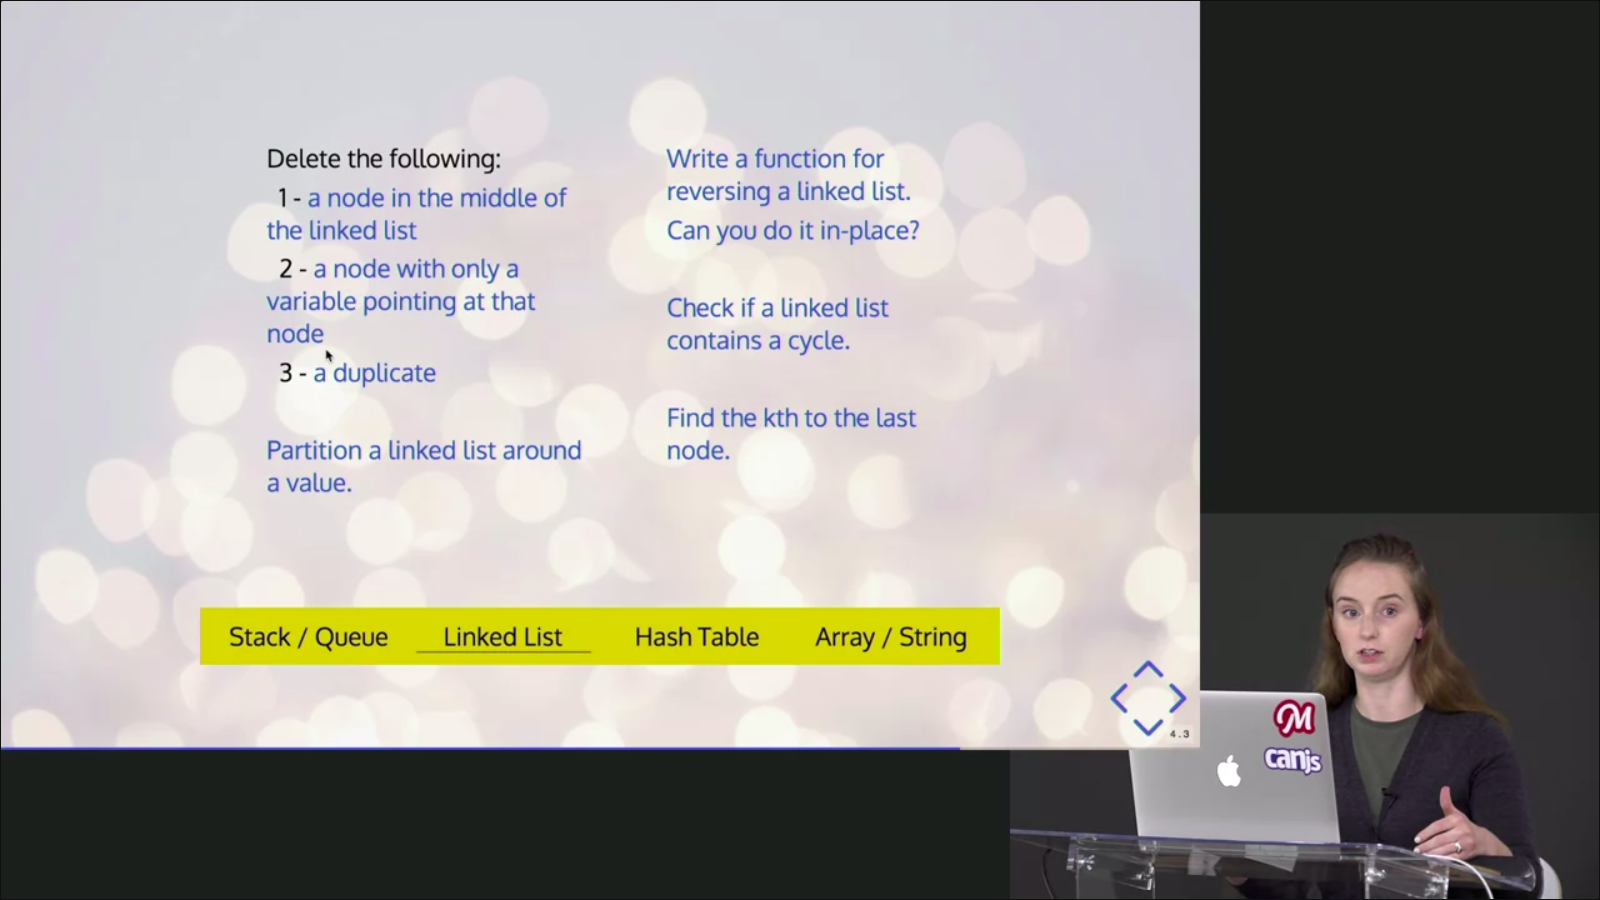 Delete the following:
1 - a node in the middle of
the linked list
2 - a node with only a
variable pointing at that
node
3 - a duplicate
Partition a linked list around
a value.
Write a function for
reversing a linked list.
Can you do it in-place?
Check if a linked list
contains a cycle.
Find the kth to the last
node.
Stack / Queue Linked List Hash Table Array / String
4.3
M
canjs